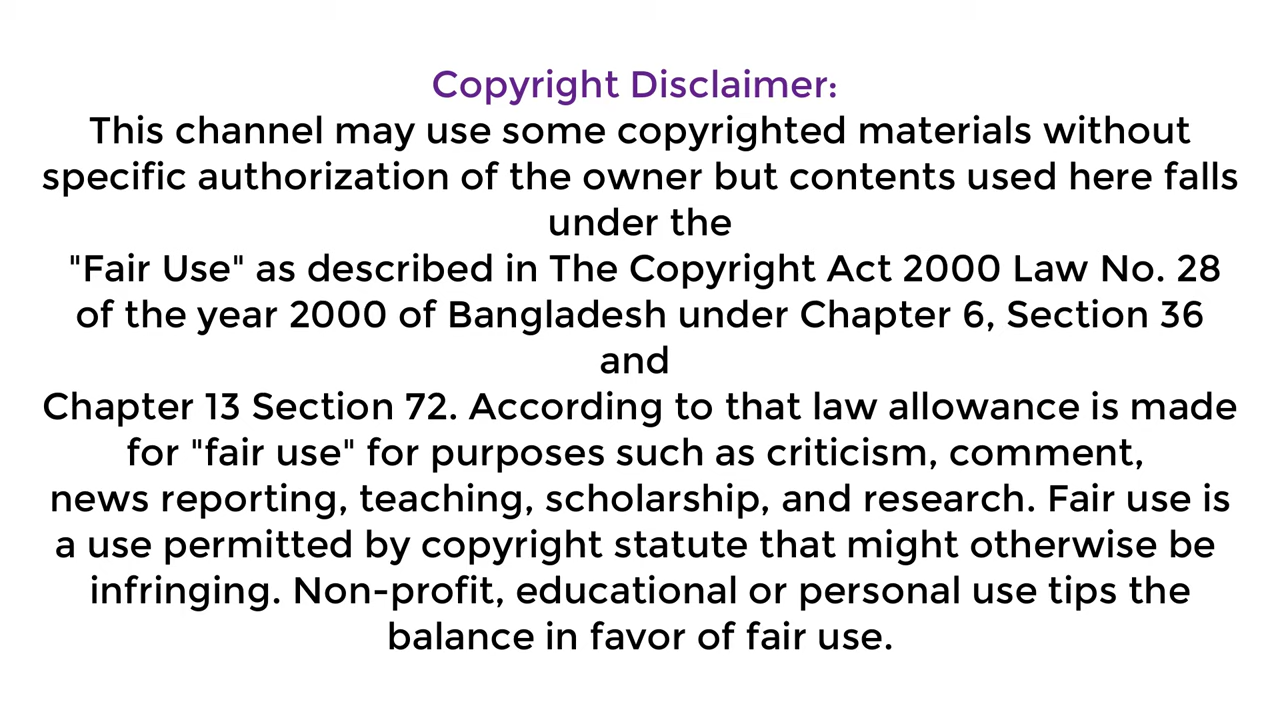 Copyright Disclaimer:
This channel may use some copyrighted materials without
specific authorization of the owner but contents used here falls
under the
"Fair Use" as described in The Copyright Act 2000 Law No. 28
of the year 2000 of Bangladesh under Chapter 6, Section 36
and
Chapter 13 Section 72. According to that law allowance is made
for "fair use" for purposes such as criticism, comment,
news reporting, teaching, scholarship, and research. Fair use is
a use permitted by copyright statute that might otherwise be
infringing. Non-profit, educational or personal use tips the
balance in favor of fair use.